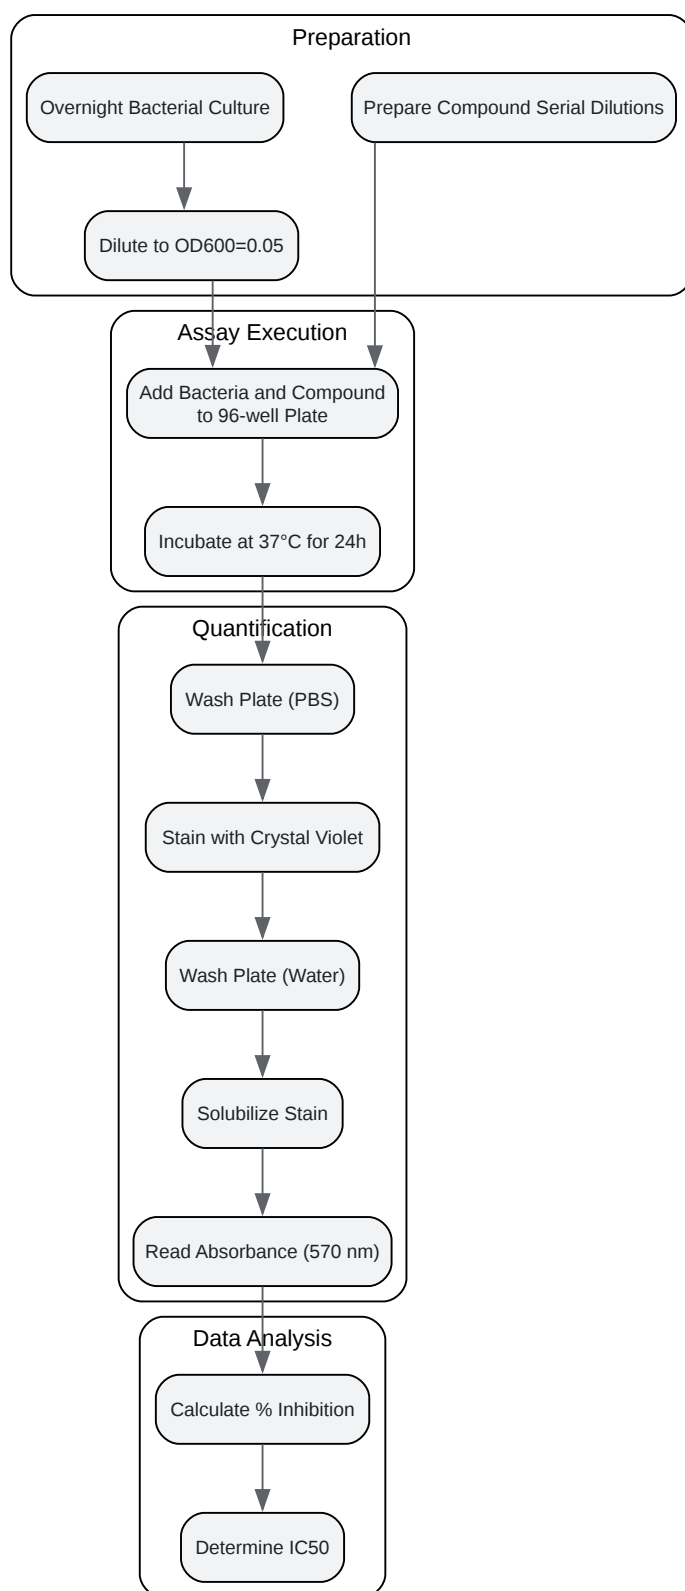 Preparation
Overnight Bacterial Culture
Prepare Compound Serial Dilutions
Dilute to OD600=0.05
Assay Execution
Add Bacteria and Compound
to 96-well Plate
Incubate at 37°C for 24h
Quantification
Wash Plate (PBS)
Stain with Crystal Violet
Wash Plate (Water)
Solubilize Stain
Read Absorbance (570 nm)
Data Analysis
Calculate % Inhibition
Determine IC50